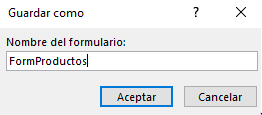 Guardar como ? ×
Nombre del formulario:
FormProductos
Aceptar Cancelar